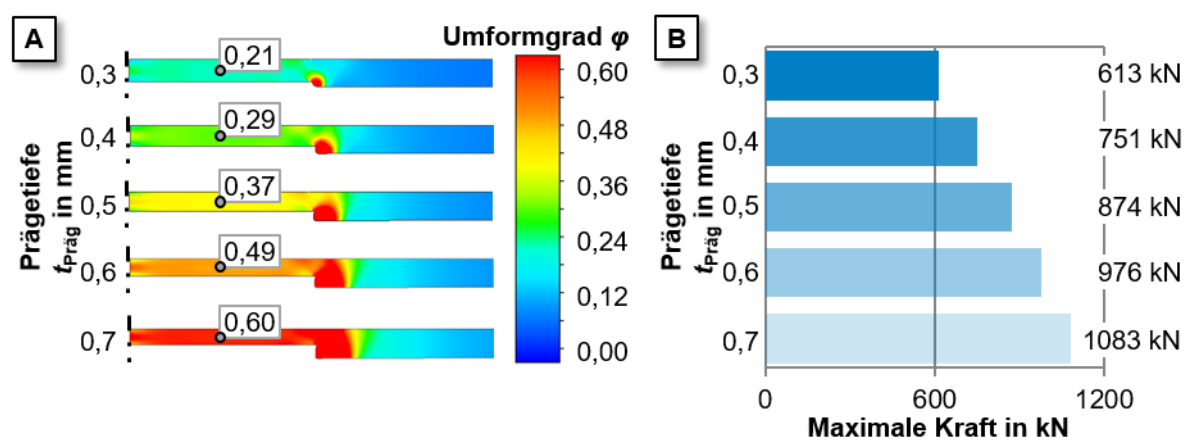 A
Umformgrad φ
Prägetiefe
tPräg in mm
0,3
0,4
0,5
0,6
0,7
0,21
0,29
0,37
0,49
0,60
0,60
0,48
0,36
0,24
0,12
0,00
B
Prägetiefe
tPräg in mm
0,3
0,4
0,5
0,6
0,7
613 kN
751 kN
874 kN
976 kN
1083 kN
0
600
1200
Maximale Kraft in kN